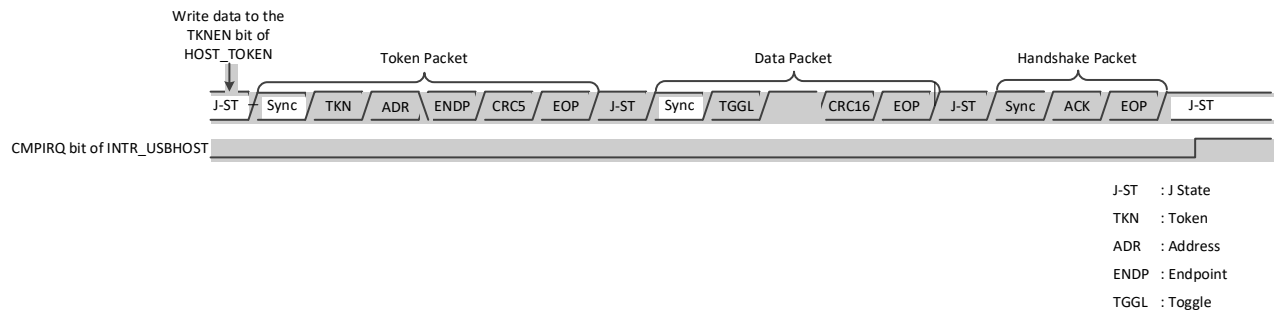 Write data to the
TKNEN bit of
HOST_TOKEN
Token Packet
Data Packet
Handshake Packet
J-ST Sync TKN ADR ENDP CRC5 EOP J-ST Sync TGGL CRC16 EOP J-ST Sync ACK EOP J-ST
CMPIRQ bit of INTR_USBHOST
J-ST : J State
TKN : Token
ADR : Address
ENDP : Endpoint
TGGL : Toggle